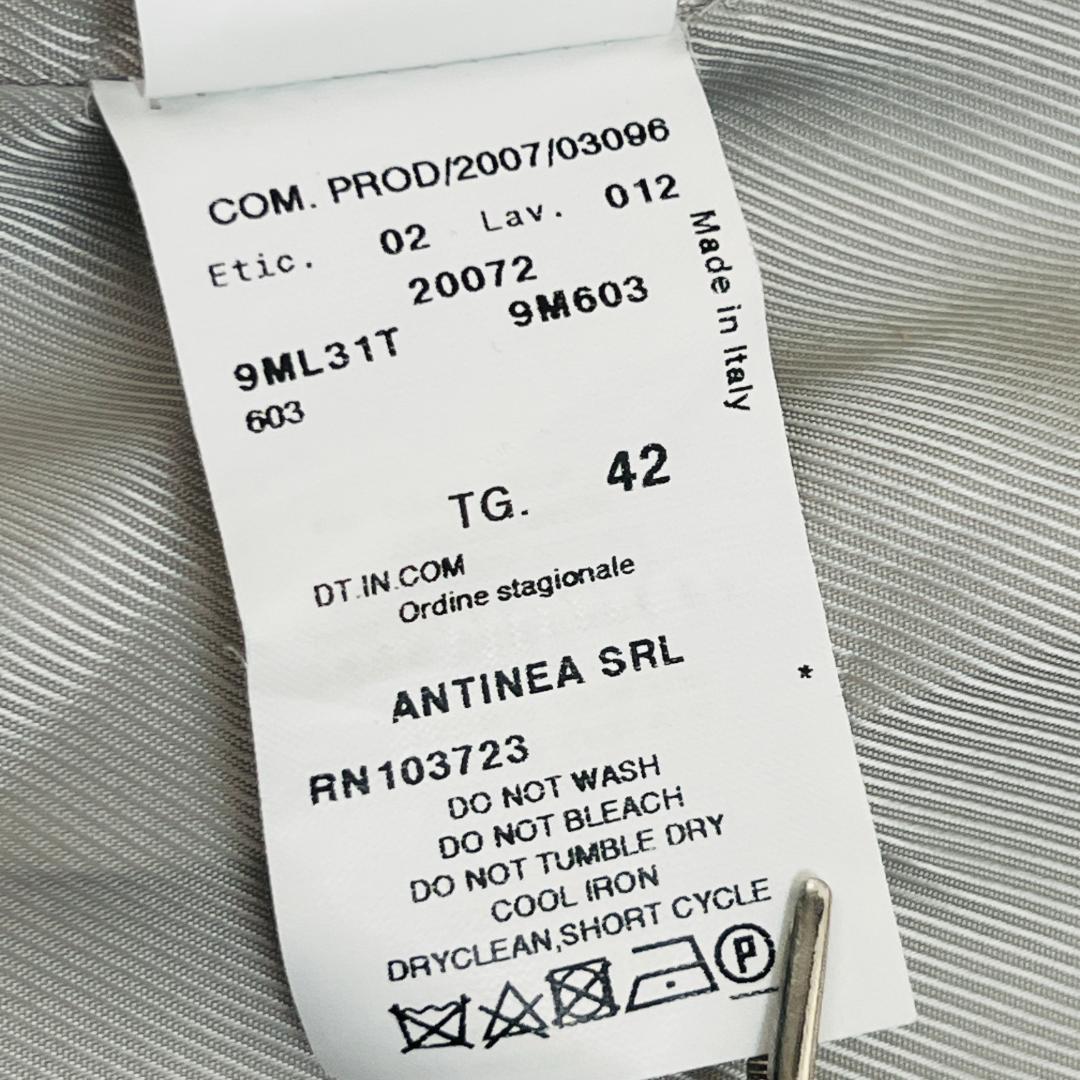 COM. PROD/2007/03096
Etic. 02 Lav. 012
20072
9ML31T 9M603
603
Made in Italy
TG. 42
DT.IN.COM
Ordine stagionale
ANTINEA SRL
*
RN103723
DO NOT WASH
DO NOT BLEACH
DO NOT TUMBLE DRY
COOL IRON
DRYCLEAN,SHORT CYCLE
P